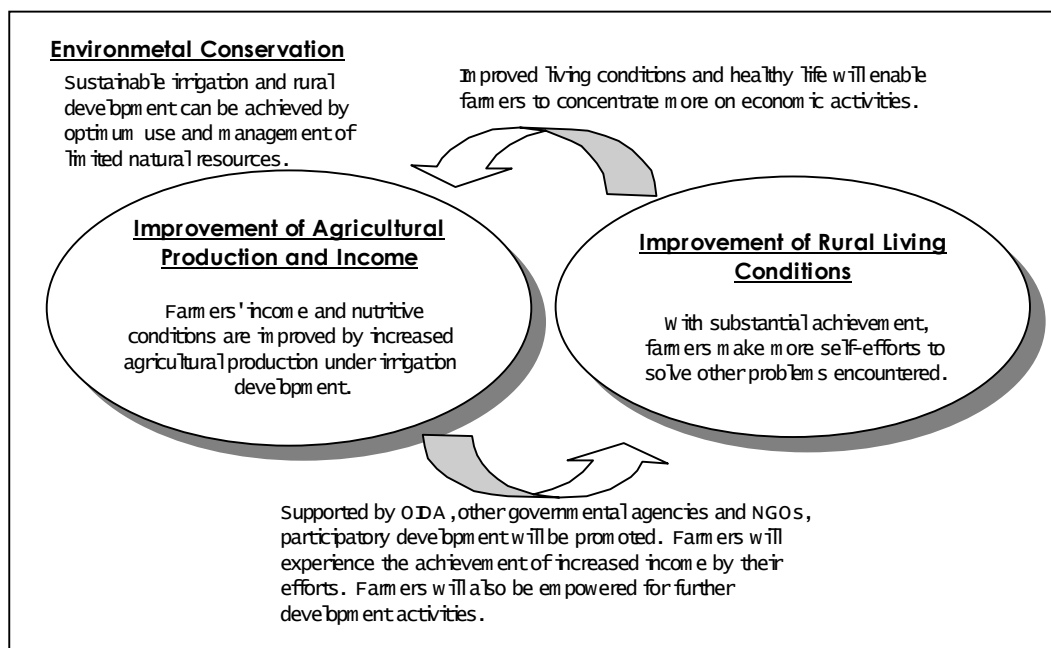 Environmetal Conservation
Sustainable irrigation and rural
development can be achieved by
optimum use and management of
limited natural resources.
Improved living conditions and healthy life will enable
farmers to concentrate more on economic activities.
Improvement of Agricultural
Production and Income
Farmers' income and nutritive
conditions are improved by increased
agricultural production under irrigation
development.
Improvement of Rural Living
Conditions
With substantial achievement,
farmers make more self-efforts to
solve other problems encountered.
Supported by OIDA, other governmental agencies and NGOs,
participatory development will be promoted. Farmers will
experience the achievement of increased income by their
efforts. Farmers will also be empowered for further
development activities.